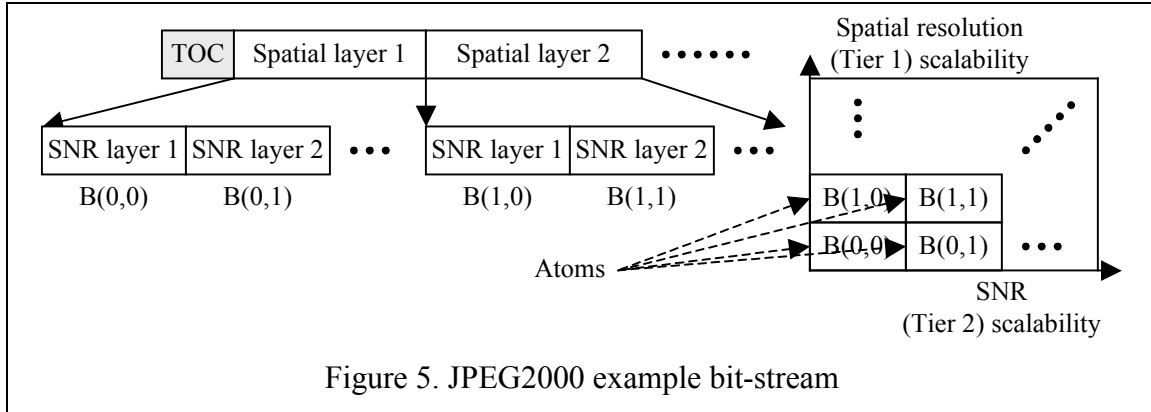 TOC Spatial layer 1 Spatial layer 2
SNR layer 1 SNR layer 2 SNR layer 1 SNR layer 2
B(0,0) B(0,1) B(1,0) B(1,1)
Spatial resolution
(Tier 1) scalability
B(1,0) B(1,1)
B(0,0) B(0,1)
Atoms
SNR
(Tier 2) scalability
Figure 5. JPEG2000 example bit-stream